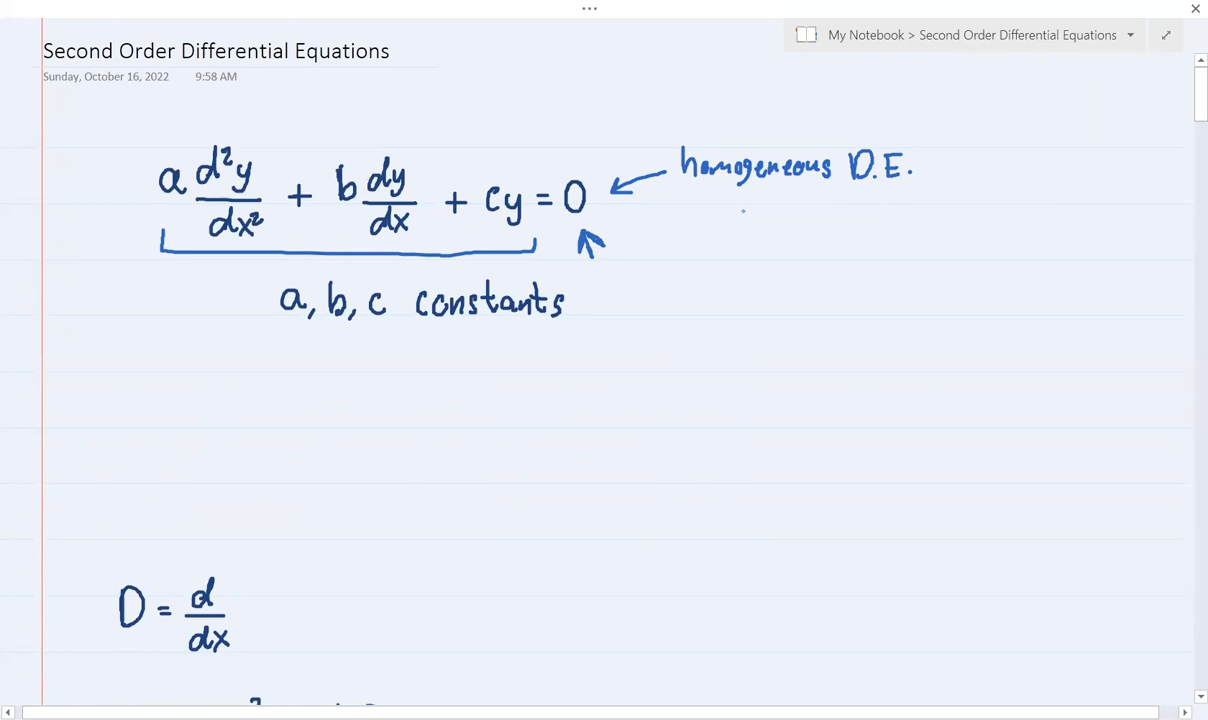 Second Order Differential Equations
My Notebook > Second Order Differential Equations
Sunday, October 16, 2022 9:58 AM
a d²y/dx² + b dy/dx + cy = 0 ← homogeneous D.E.
a, b, c constants
D = d/dx